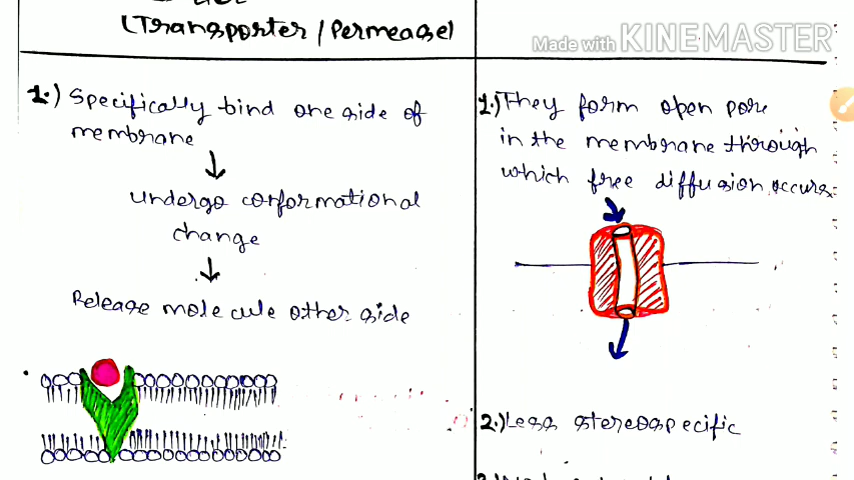 (Transporter/Permease)
Made with KINEMASTER
1.) Specifically bind one side of
membrane
undergo conformational
change
Release molecule other side
1.) They form open pore
in the membrane through
which free diffusion occurs
2.) Less stereospecific